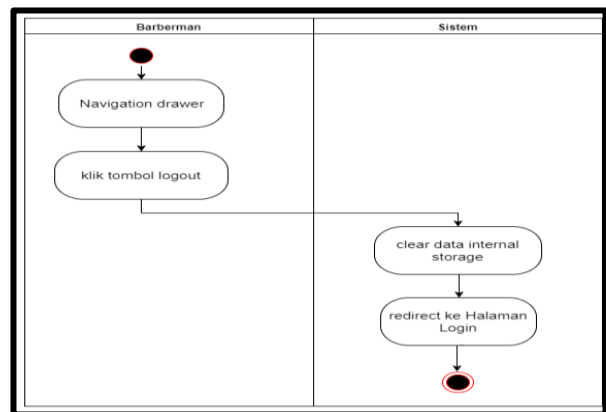 Barberman
Sistem
Navigation drawer
klik tombol logout
clear data internal
storage
redirect ke Halaman
Login